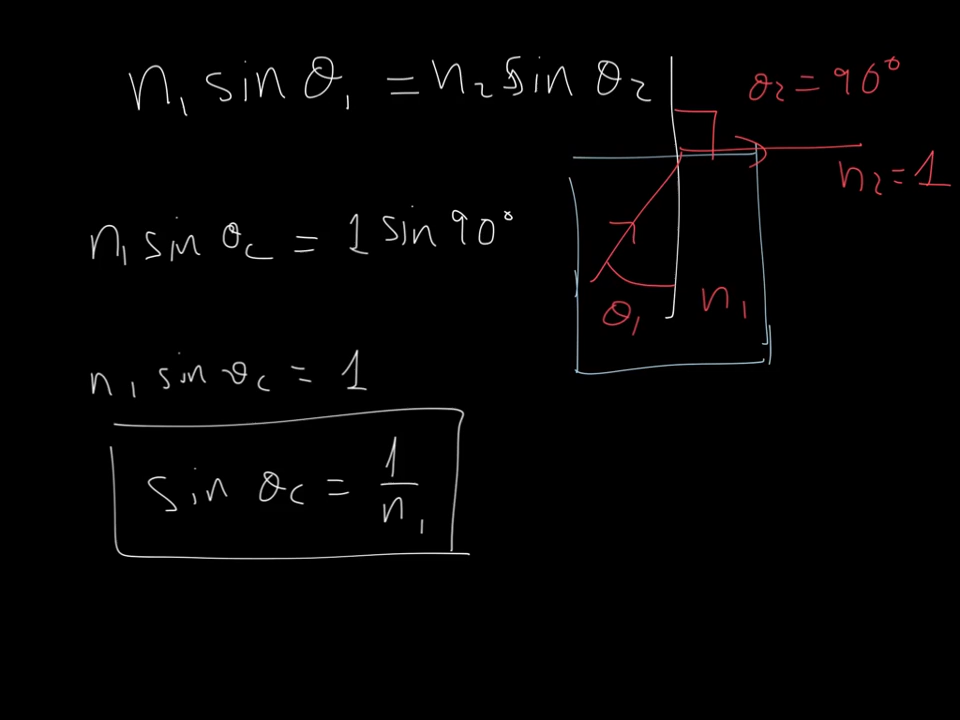 n₁ sin θ₁ = n₂ sin θ₂
θ₂ = 90°
n₂ = 1
n₁ sin θc = 1 sin 90°
θ₁
n₁
n₁ sin θc = 1
sin θc = 1/n₁